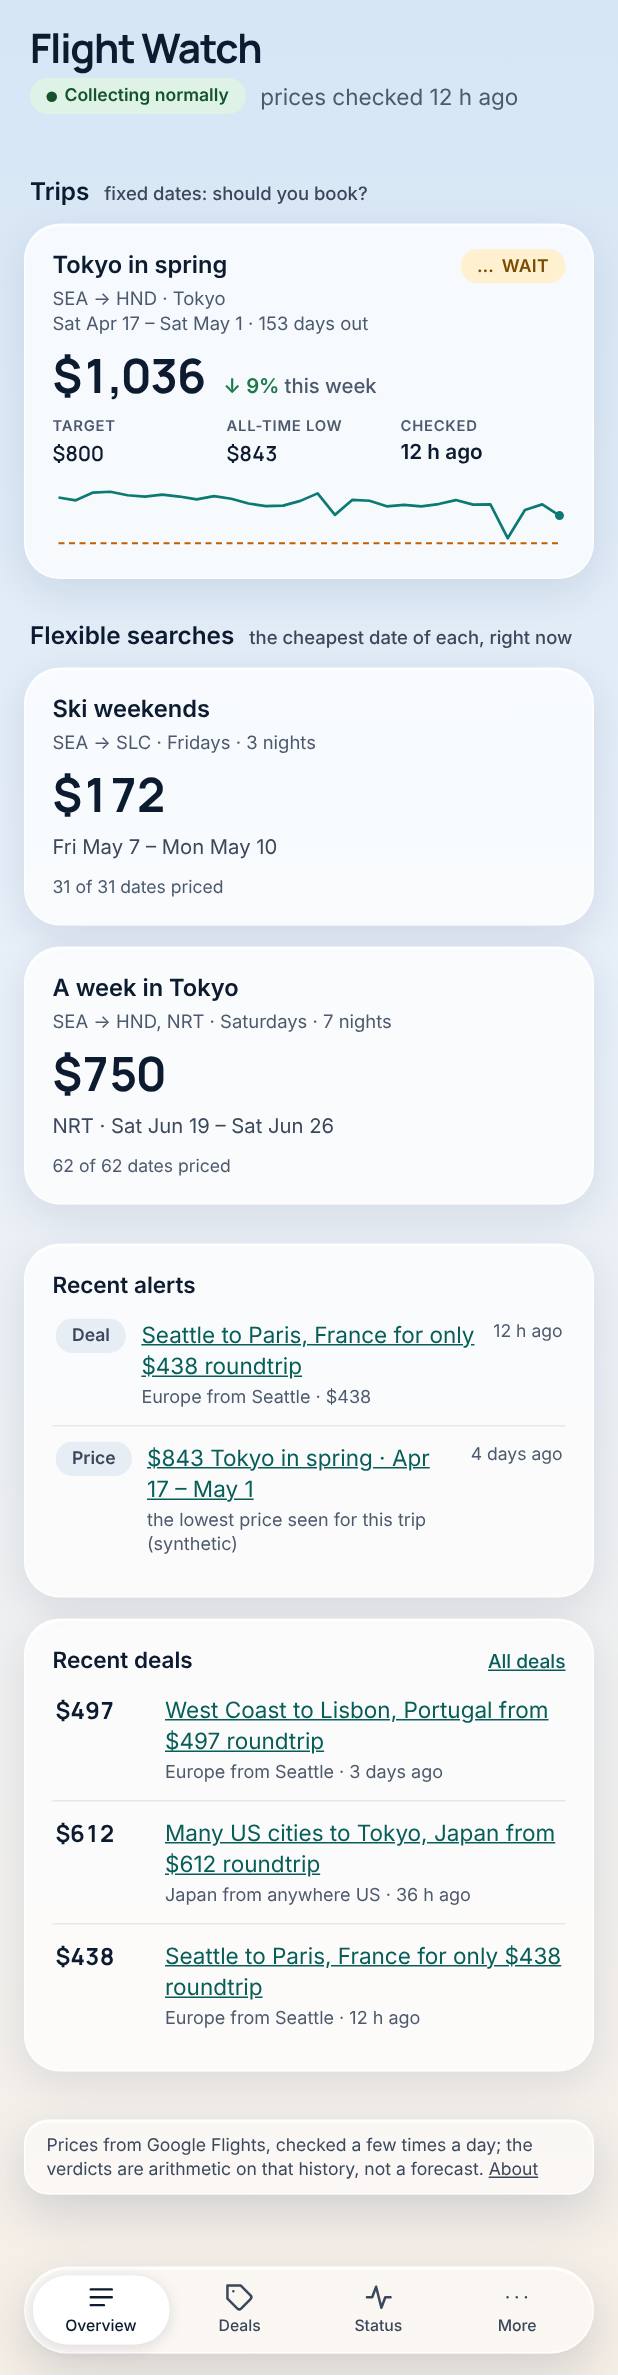 Flight Watch
● Collecting normally prices checked 12 h ago
Trips fixed dates: should you book?
Tokyo in spring … WAIT
SEA → HND · Tokyo
Sat Apr 17 – Sat May 1 · 153 days out
$1,036 ↓ 9% this week
TARGET ALL-TIME LOW CHECKED
$800 $843 12 h ago
Flexible searches the cheapest date of each, right now
Ski weekends
SEA → SLC · Fridays · 3 nights
$172
Fri May 7 – Mon May 10
31 of 31 dates priced
A week in Tokyo
SEA → HND, NRT · Saturdays · 7 nights
$750
NRT · Sat Jun 19 – Sat Jun 26
62 of 62 dates priced
Recent alerts
Deal Seattle to Paris, France for only 12 h ago
$438 roundtrip
Europe from Seattle · $438
Price $843 Tokyo in spring · Apr 4 days ago
17 – May 1
the lowest price seen for this trip
(synthetic)
Recent deals All deals
$497 West Coast to Lisbon, Portugal from
$497 roundtrip
Europe from Seattle · 3 days ago
$612 Many US cities to Tokyo, Japan from
$612 roundtrip
Japan from anywhere US · 36 h ago
$438 Seattle to Paris, France for only $438
roundtrip
Europe from Seattle · 12 h ago
Prices from Google Flights, checked a few times a day; the
verdicts are arithmetic on that history, not a forecast. About
Overview Deals Status More